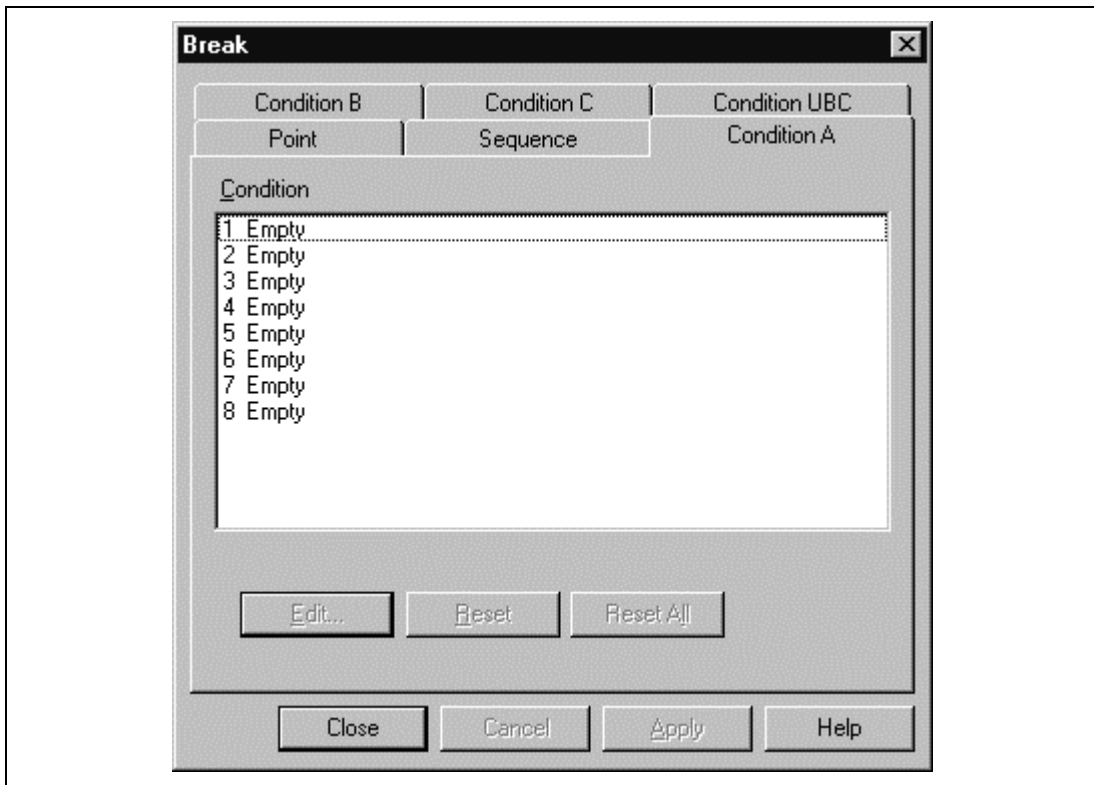 Break
Condition B
Condition C
Condition UBC
Point
Sequence
Condition A
Condition
1 Empty
2 Empty
3 Empty
4 Empty
5 Empty
6 Empty
7 Empty
8 Empty
Edit...
Reset
Reset All
Close
Cancel
Apply
Help